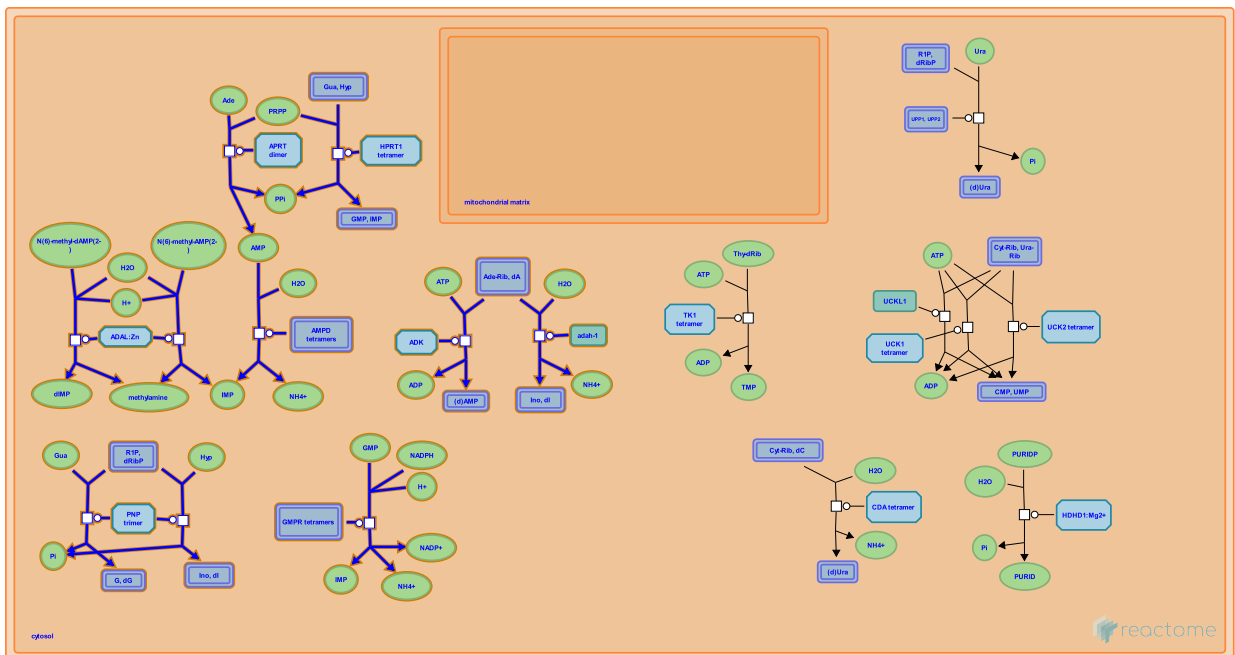 R1P,
dRibP
Ura
UPP1, UPP2
Pi
(d)Ura
Ade
PRPP
Gua, Hyp
APRT
dimer
HPRT1
tetramer
PPi
GMP, IMP
mitochondrial matrix
N(6)-methyl-dAMP(2-
)
N(6)-methyl-AMP(2-
)
AMP
H2O
H+
H2O
ADAL:Zn
AMPD
tetramers
dIMP
methylamine
IMP
NH4+
ATP
Ade-Rib, dA
H2O
ADK
adah-1
ADP
(d)AMP
Ino, dI
NH4+
Thy-dRib
ATP
TK1
tetramer
ADP
TMP
ATP
Cyt-Rib, Ura-
Rib
UCKL1
UCK1
tetramer
UCK2 tetramer
ADP
CMP, UMP
Gua
R1P,
dRibP
Hyp
PNP
trimer
Pi
G, dG
Ino, dI
GMP
NADPH
H+
GMPR tetramers
NADP+
IMP
NH4+
Cyt-Rib, dC
H2O
CDA tetramer
NH4+
(d)Ura
PURIDP
H2O
HDHD1:Mg2+
Pi
PURID
cytosol
reactome